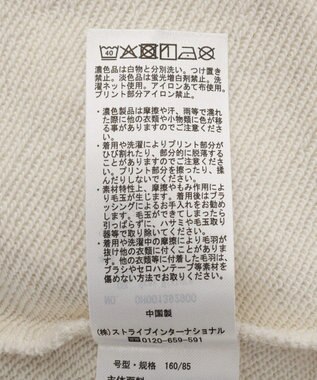 40
濃色品は白物と分別洗い。つけ置き
禁止。淡色品は蛍光増白剤禁止。洗
濯ネット使用。アイロンあて布使用。
プリント部分アイロン禁止。
・濃色製品は摩擦や汗、雨等で濡れ
た際に他の衣類や小物類に色が移
る事がありますのでご注意くださ
い。
・着用や洗濯によりプリント部分が
ひび割れたり、部分的に脱落する
ことがありますのでご注意くださ
い。プリント部分を擦ったり、揉
んだりしないでください。
・素材特性上、摩擦やもみ作用によ
り毛玉が生じます。着用後はブラ
ッシングによるお手入れをお勧め
します。毛玉ができてしまったら
引っぱらずに、ハサミや毛玉取り
器等で取り除いてください。
・着用や洗濯中の摩擦により毛羽が
抜け他の衣類に付くことがありま
す。他の衣類等に付着した毛羽は、
ブラシやセロハンテープ等素材を
傷めない方法でお取りください。
中国製
(株)ストライプインターナショナル
0120-659-591
号型・规格 160/85